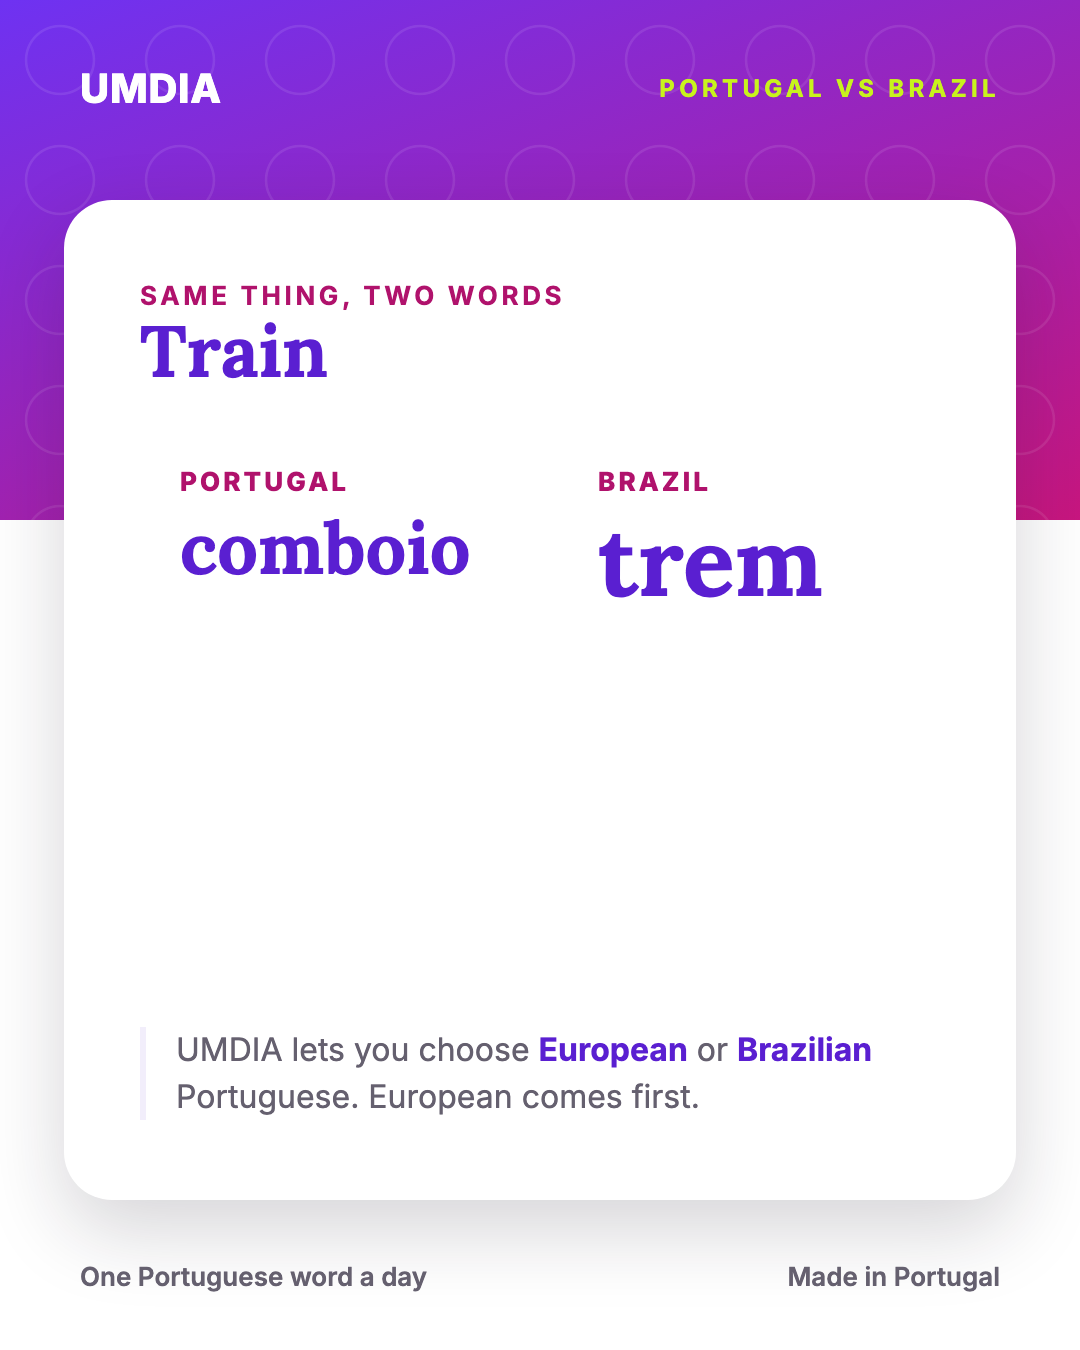 UMDIA
PORTUGAL VS BRAZIL
SAME THING, TWO WORDS
Train
PORTUGAL
comboio
BRAZIL
trem
UMDIA lets you choose European or Brazilian
Portuguese. European comes first.
One Portuguese word a day
Made in Portugal